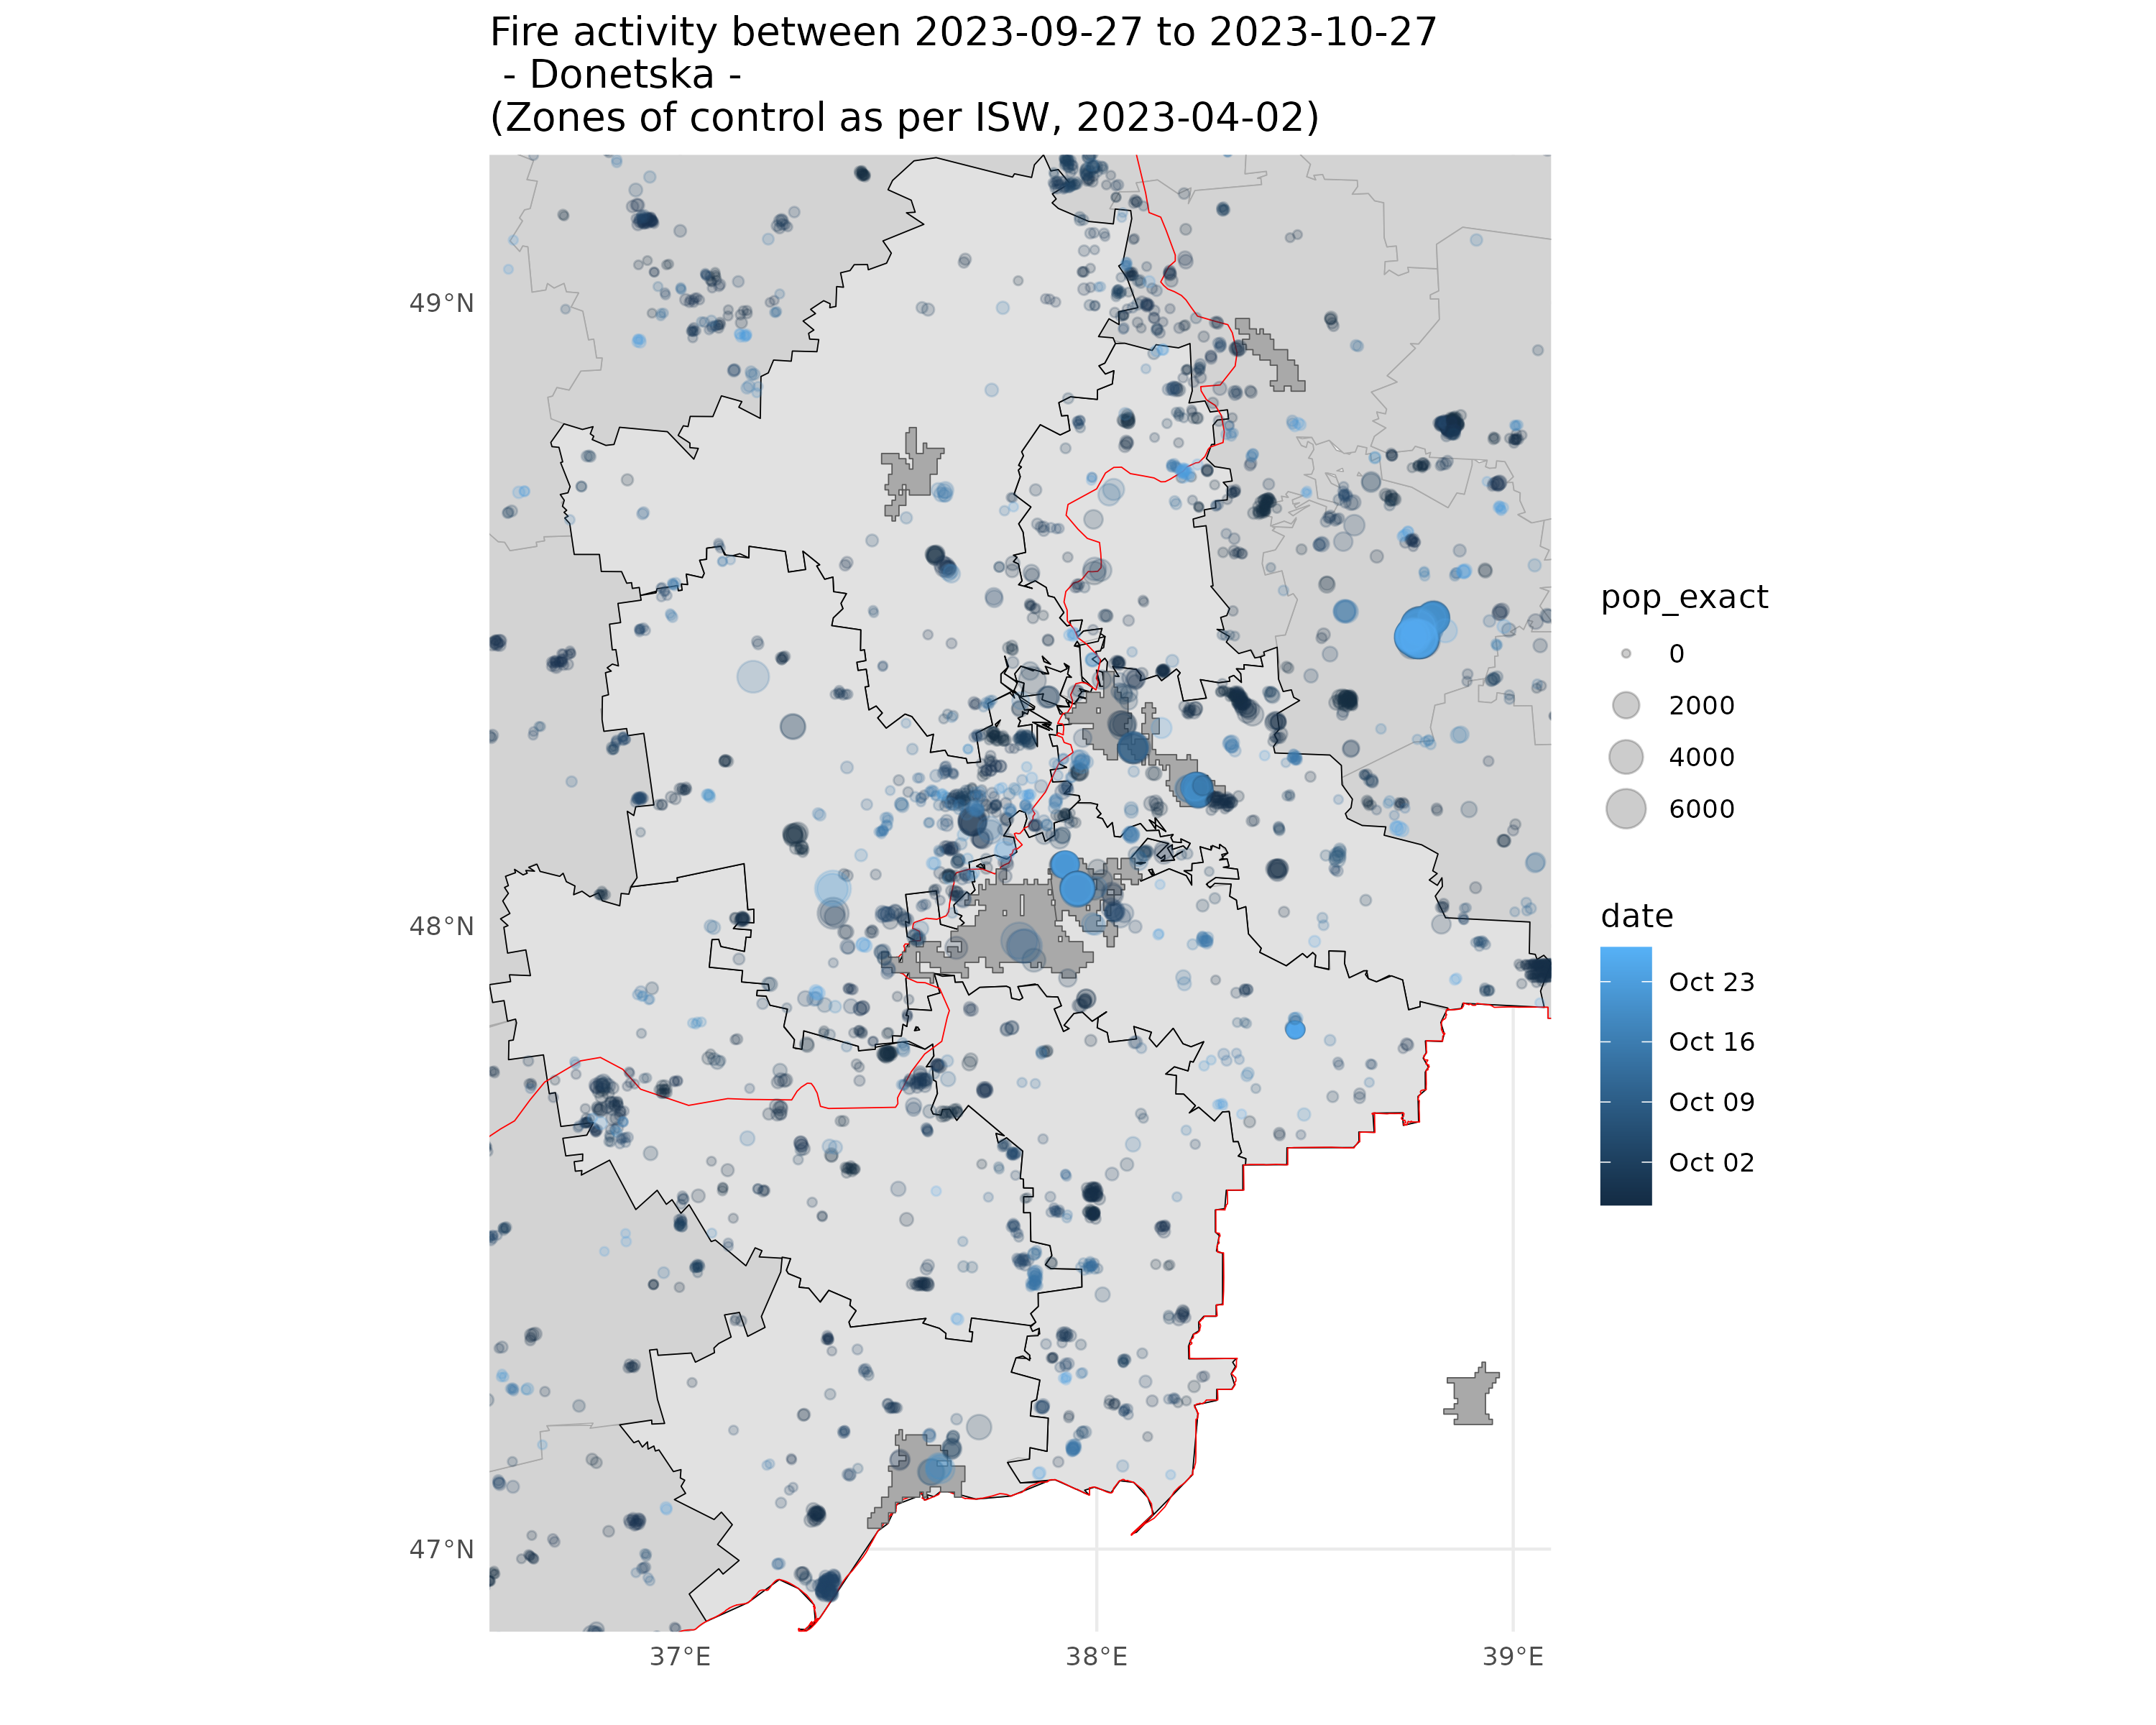 Fire activity between 2023-09-27 to 2023-10-27
- Donetska -
(Zones of control as per ISW, 2023-04-02)
49°N
48°N
47°N
37°E
38°E
39°E
pop_exact
0
2000
4000
6000
date
Oct 23
Oct 16
Oct 09
Oct 02